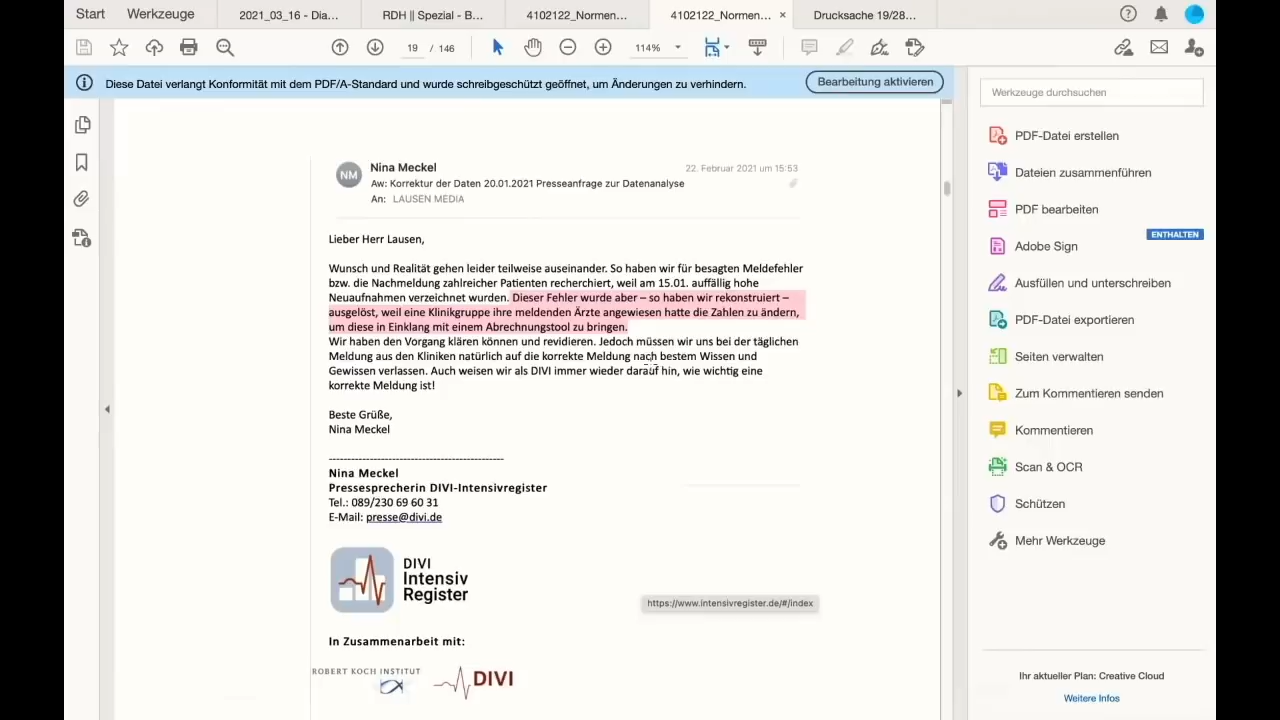 Start
Werkzeuge
2021_03_16 - Dia...
RDH || Spezial - B...
4102122_Normen...
4102122_Normen... ×
Drucksache 19/28...
19 / 146
114%
Diese Datei verlangt Konformität mit dem PDF/A-Standard und wurde schreibgeschützt geöffnet, um Änderungen zu verhindern.
Bearbeitung aktivieren
NM
Nina Meckel
22. Februar 2021 um 15:53
Aw: Korrektur der Daten 20.01.2021 Presseanfrage zur Datenanalyse
An: LAUSEN MEDIA
Lieber Herr Lausen,
Wunsch und Realität gehen leider teilweise auseinander. So haben wir für besagten Meldefehler
bzw. die Nachmeldung zahlreicher Patienten recherchiert, weil am 15.01. auffällig hohe
Neuaufnahmen verzeichnet wurden. Dieser Fehler wurde aber – so haben wir rekonstruiert –
ausgelöst, weil eine Klinikgruppe ihre meldenden Ärzte angewiesen hatte die Zahlen zu ändern,
um diese in Einklang mit einem Abrechnungstool zu bringen.
Wir haben den Vorgang klären können und revidieren. Jedoch müssen wir uns bei der täglichen
Meldung aus den Kliniken natürlich auf die korrekte Meldung nach bestem Wissen und
Gewissen verlassen. Auch weisen wir als DIVI immer wieder darauf hin, wie wichtig eine
korrekte Meldung ist!
Beste Grüße,
Nina Meckel
-----------------------------------------------
Nina Meckel
Pressesprecherin DIVI-Intensivregister
Tel.: 089/230 69 60 31
E-Mail: presse@divi.de
DIVI
Intensiv
Register
https://www.intensivregister.de/#/index
In Zusammenarbeit mit:
ROBERT KOCH INSTITUT
DIVI
Werkzeuge durchsuchen
PDF-Datei erstellen
Dateien zusammenführen
PDF bearbeiten
ENTHALTEN
Adobe Sign
Ausfüllen und unterschreiben
PDF-Datei exportieren
Seiten verwalten
Zum Kommentieren senden
Kommentieren
Scan & OCR
Schützen
Mehr Werkzeuge
Ihr aktueller Plan: Creative Cloud
Weitere Infos